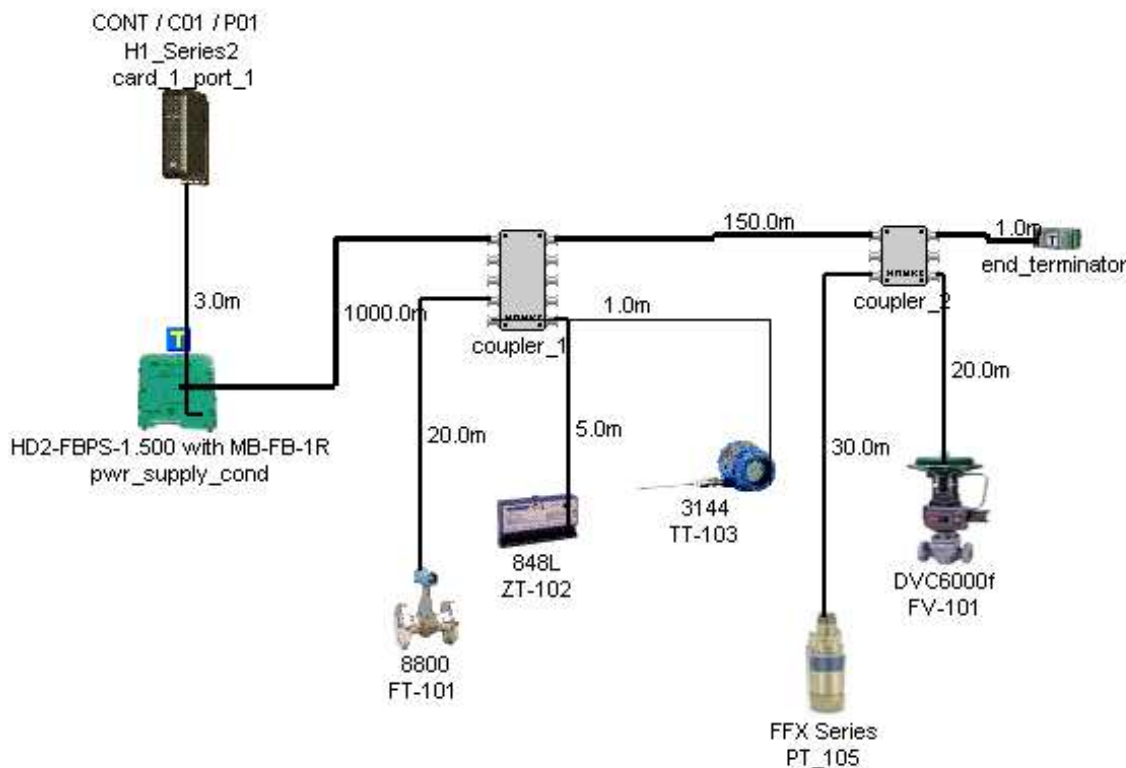 CONT / C01 / P01
H1_Series2
card_1_port_1
3.0m
T
HD2-FBPS-1.500 with MB-FB-1R
pwr_supply_cond
1000.0m
coupler_1
150.0m
coupler_2
1.0m
T
end_terminator
20.0m
8800
FT-101
5.0m
848L
ZT-102
1.0m
3144
TT-103
30.0m
FFX Series
PT_105
20.0m
DVC6000f
FV-101